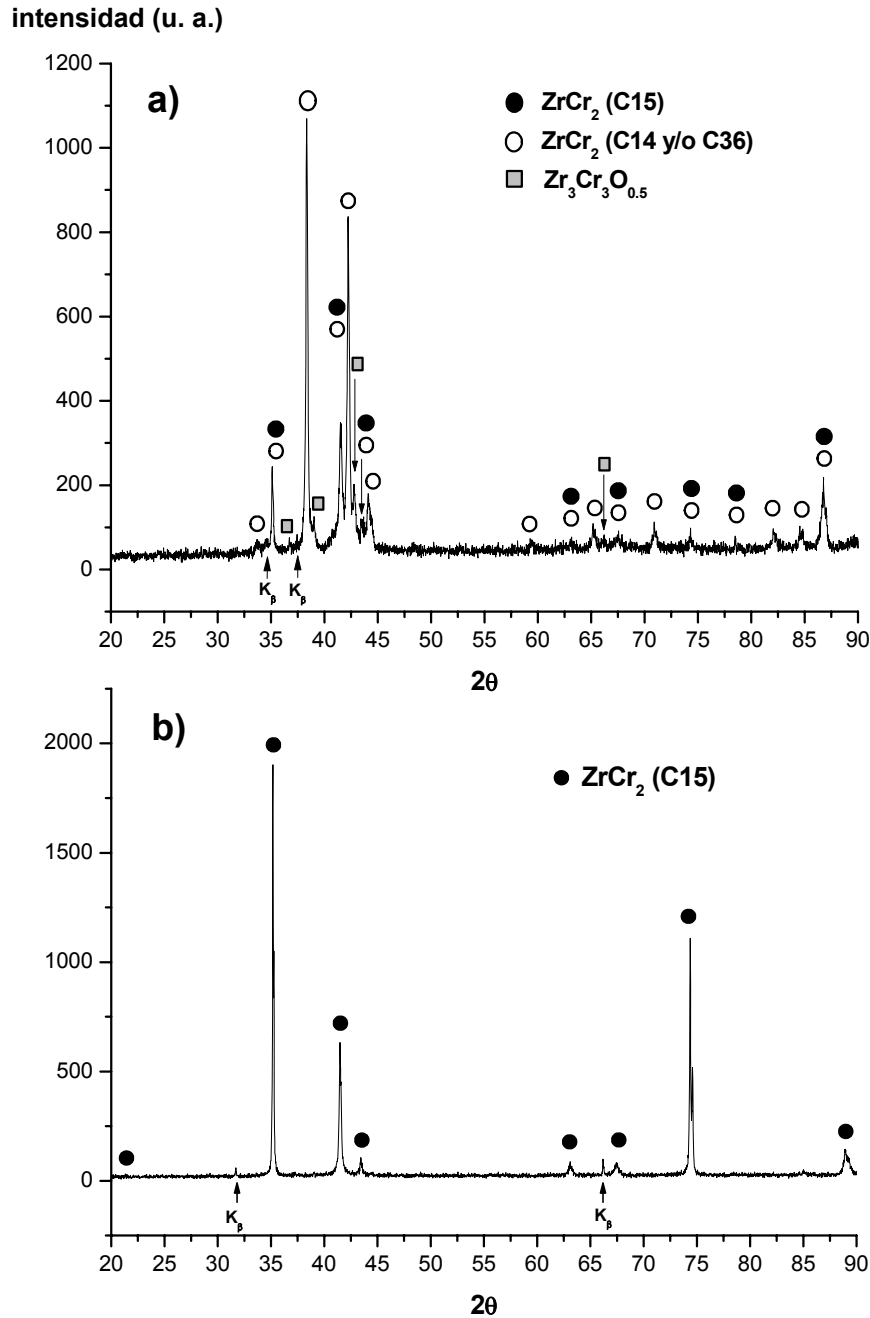 intensidad (u. a.)
a)
ZrCr₂ (C15)
ZrCr₂ (C14 y/o C36)
Zr₃Cr₃O₀.₅
1200
1000
800
600
400
200
0
Kβ Kβ
20 25 30 35 40 45 50 55 60 65 70 75 80 85 90
2θ
b)
ZrCr₂ (C15)
2000
1500
1000
500
0
Kβ Kβ
20 25 30 35 40 45 50 55 60 65 70 75 80 85 90
2θ